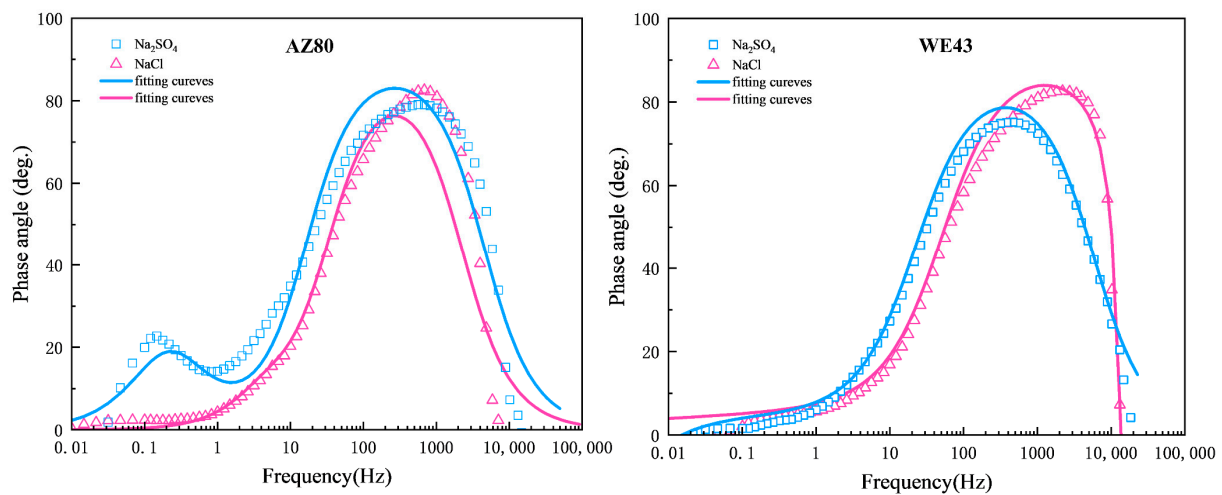 AZ80
Na₂SO₄
NaCl
fitting cureves
fitting cureves
Phase angle (deg.)
100
80
60
40
20
0
0.01 0.1 1 10 100 1000 10,000 100,000
Frequency(Hz)
WE43
Na₂SO₄
NaCl
fitting cureves
fitting cureves
Phase angle (deg.)
100
80
60
40
20
0
0.01 0.1 1 10 100 1000 10,000 100,000
Frequency(Hz)